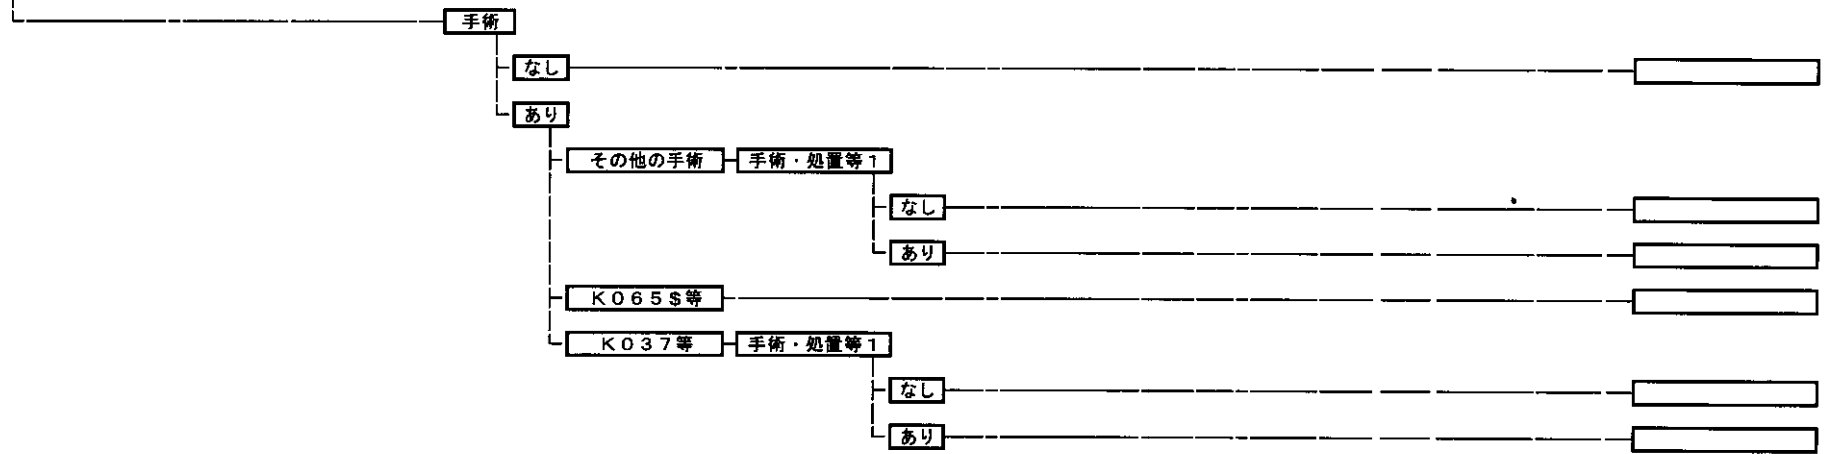 手術
なし
あり
その他の手術 手術・処置等1
なし
あり
K065$等
K037等 手術・処置等1
なし
あり